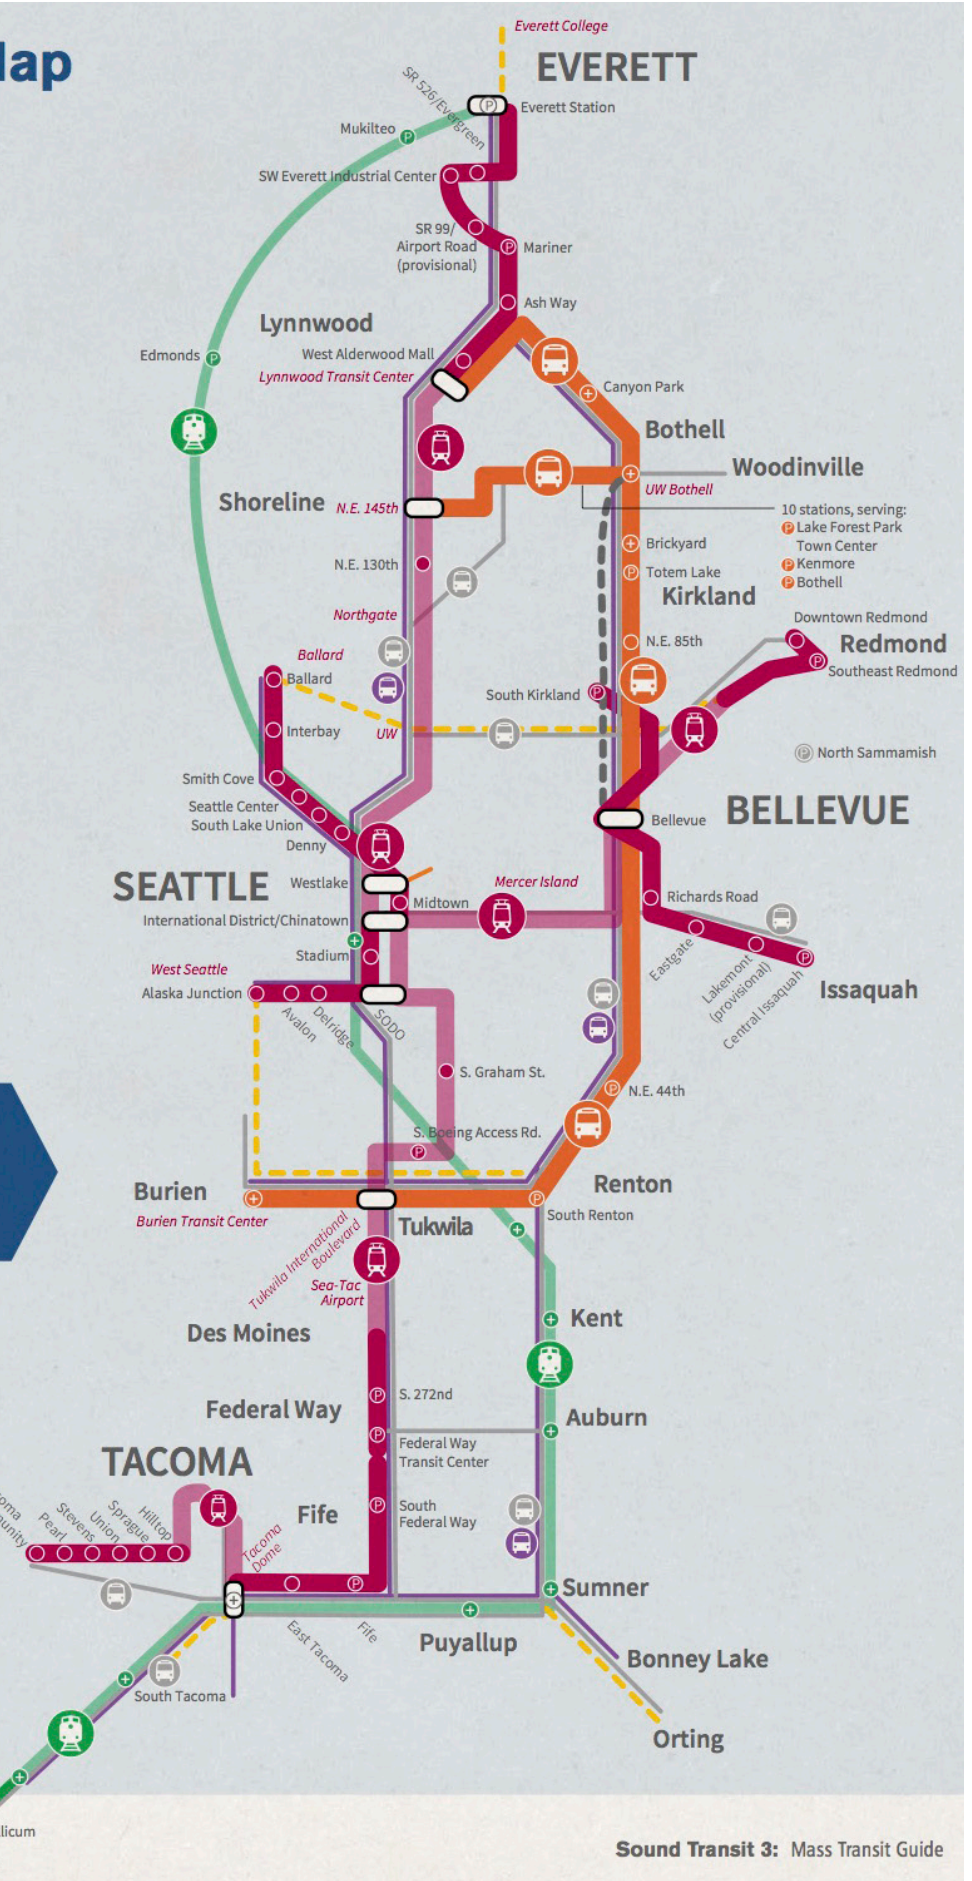 Everett College
EVERETT
SR 526/Evergreen
Everett Station
Mukilteo
SW Everett Industrial Center
SR 99/
Airport Road
(provisional)
Mariner
Ash Way
Lynnwood
West Alderwood Mall
Lynnwood Transit Center
Edmonds
Canyon Park
Bothell
Woodinville
UW Bothell
Shoreline
N.E. 145th
10 stations, serving:
Lake Forest Park
Town Center
Kenmore
Bothell
N.E. 130th
Brickyard
Totem Lake
Kirkland
Northgate
Downtown Redmond
Redmond
Southeast Redmond
N.E. 85th
Ballard
Ballard
South Kirkland
Interbay
UW
North Sammamish
Smith Cove
Seattle Center
South Lake Union
Denny
Bellevue
BELLEVUE
SEATTLE
Westlake
Midtown
Mercer Island
Richards Road
International District/Chinatown
Stadium
Eastgate
Lakemont
(provisional)
Central Issaquah
Issaquah
West Seattle
Alaska Junction
Avalon
Delridge
SODO
S. Graham St.
N.E. 44th
S. Boeing Access Rd.
Burien
Burien Transit Center
Renton
South Renton
Tukwila
Tukwila International
Boulevard
Sea-Tac
Airport
Des Moines
Kent
S. 272nd
Federal Way
Federal Way
Transit Center
Auburn
TACOMA
Fife
South
Federal Way
Pearl
Stevens
Union
Sprague
Hilltop
Tacoma
Dome
East Tacoma
Fife
Sumner
Puyallup
Bonney Lake
Orting
South Tacoma
Sound Transit 3: Mass Transit Guide